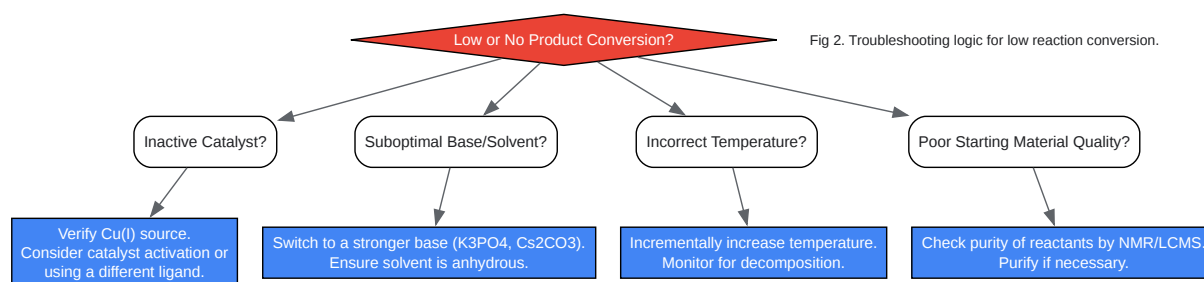 Low or No Product Conversion?
Fig 2. Troubleshooting logic for low reaction conversion.
Inactive Catalyst?
Suboptimal Base/Solvent?
Incorrect Temperature?
Poor Starting Material Quality?
Verify Cu(I) source.
Consider catalyst activation or
using a different ligand.
Switch to a stronger base (K3PO4, Cs2CO3).
Ensure solvent is anhydrous.
Incrementally increase temperature.
Monitor for decomposition.
Check purity of reactants by NMR/LCMS.
Purify if necessary.